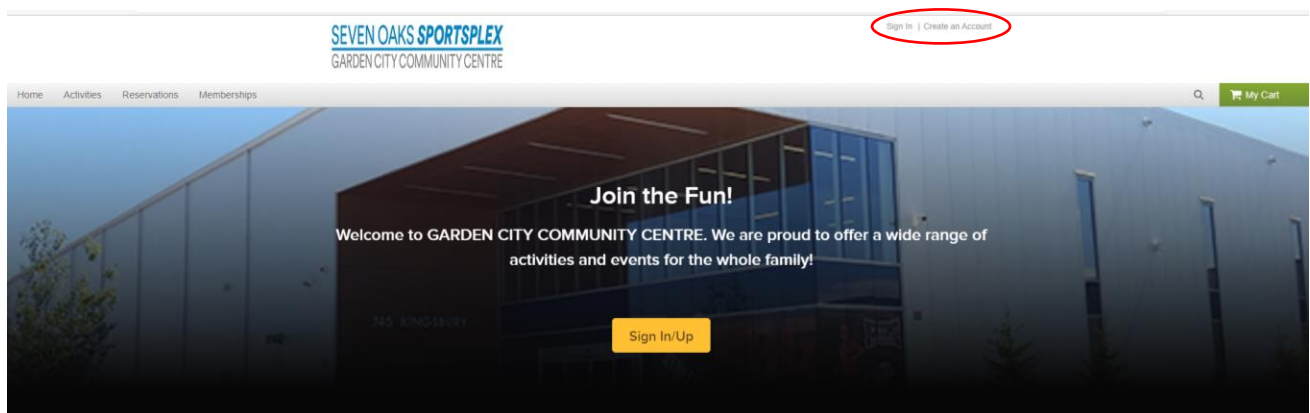 Sign In | Create an Account
SEVEN OAKS SPORTSPLEX
GARDEN CITY COMMUNITY CENTRE
Home Activities Reservations Memberships
My Cart
Join the Fun!
Welcome to GARDEN CITY COMMUNITY CENTRE. We are proud to offer a wide range of
activities and events for the whole family!
745 KINGSBURY
Sign In/Up